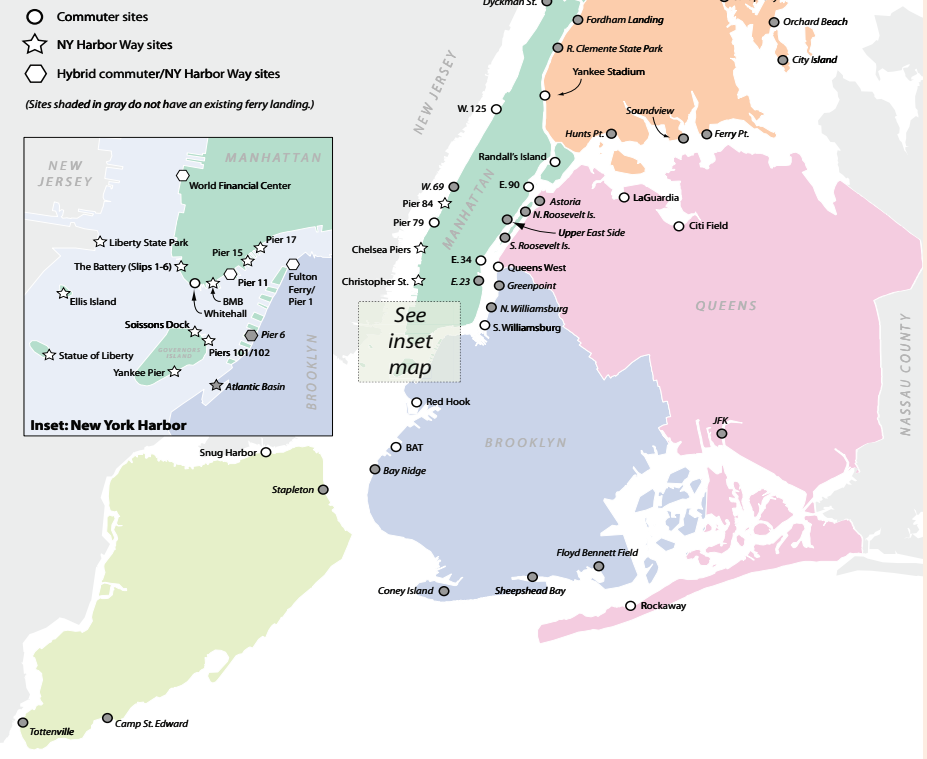 Dyckman St.
Commuter sites
Fordham Landing
Orchard Beach
NY Harbor Way sites
R. Clemente State Park
City Island
Hybrid commuter/NY Harbor Way sites
Yankee Stadium
(Sites shaded in gray do not have an existing ferry landing.)
NEW JERSEY
W. 125
Soundview
Hunts Pt.
Ferry Pt.
MANHATTAN
NEW
JERSEY
Randall's Island
World Financial Center
W. 69
E. 90
MANHATTAN
Pier 84
Astoria
LaGuardia
N. Roosevelt Is.
Pier 79
Citi Field
Upper East Side
Liberty State Park
Pier 17
Pier 15
Chelsea Piers
S. Roosevelt Is.
The Battery (Slips 1-6)
E. 34
Queens West
Pier 11
Fulton
Ferry/
Pier 1
Christopher St.
E. 23
Greenpoint
Ellis Island
BMB
Whitehall
N. Williamsburg
QUEENS
See
inset
map
Soissons Dock
S. Williamsburg
Pier 6
GOVERNORS
ISLAND
Piers 101/102
Statue of Liberty
Yankee Pier
BROOKLYN
NASSAU COUNTY
Atlantic Basin
Red Hook
Inset: New York Harbor
JFK
BROOKLYN
Snug Harbor
BAT
Bay Ridge
Stapleton
Floyd Bennett Field
Coney Island
Sheepshead Bay
Rockaway
Camp St. Edward
Tottenville